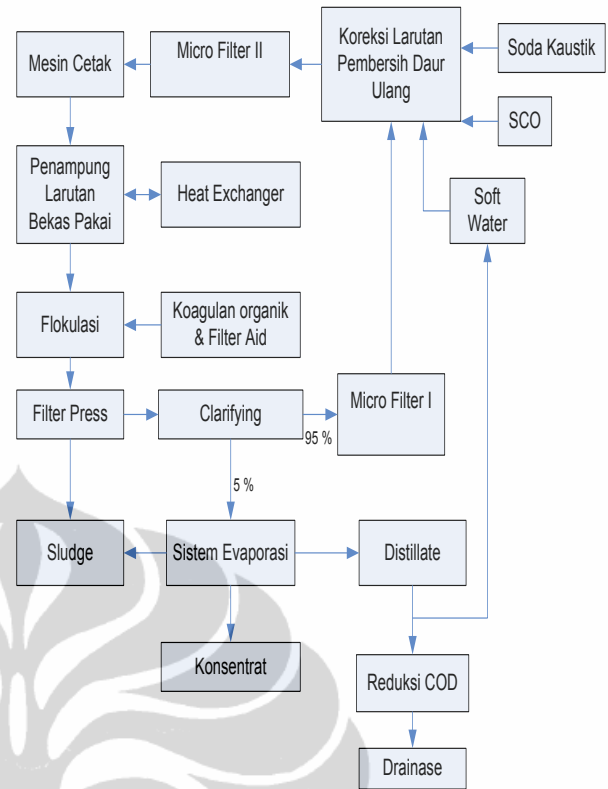 Mesin Cetak
Micro Filter II
Koreksi Larutan
Pembersih Daur
Ulang
Soda Kaustik
SCO
Penampung
Larutan
Bekas Pakai
Heat Exchanger
Soft
Water
Flokulasi
Koagulan organik
& Filter Aid
Filter Press
Clarifying
95 %
Micro Filter I
5 %
Sludge
Sistem Evaporasi
Distillate
Konsentrat
Reduksi COD
Drainase